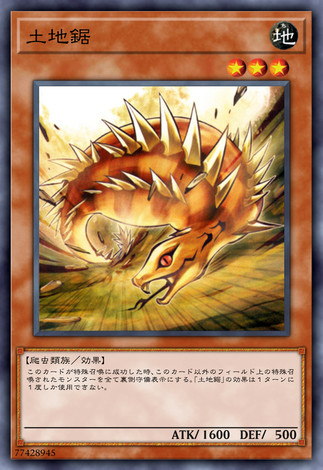 土地鋸
地
【爬虫類族／効果】
このカードが特殊召喚に成功した時、このカード以外のフィールド上の特殊
召喚されたモンスターを全て裏側守備表示にする。「土地鋸」の効果は１ターンに
１度しか使用できない。
ATK/ 1600 DEF/ 500
77428945